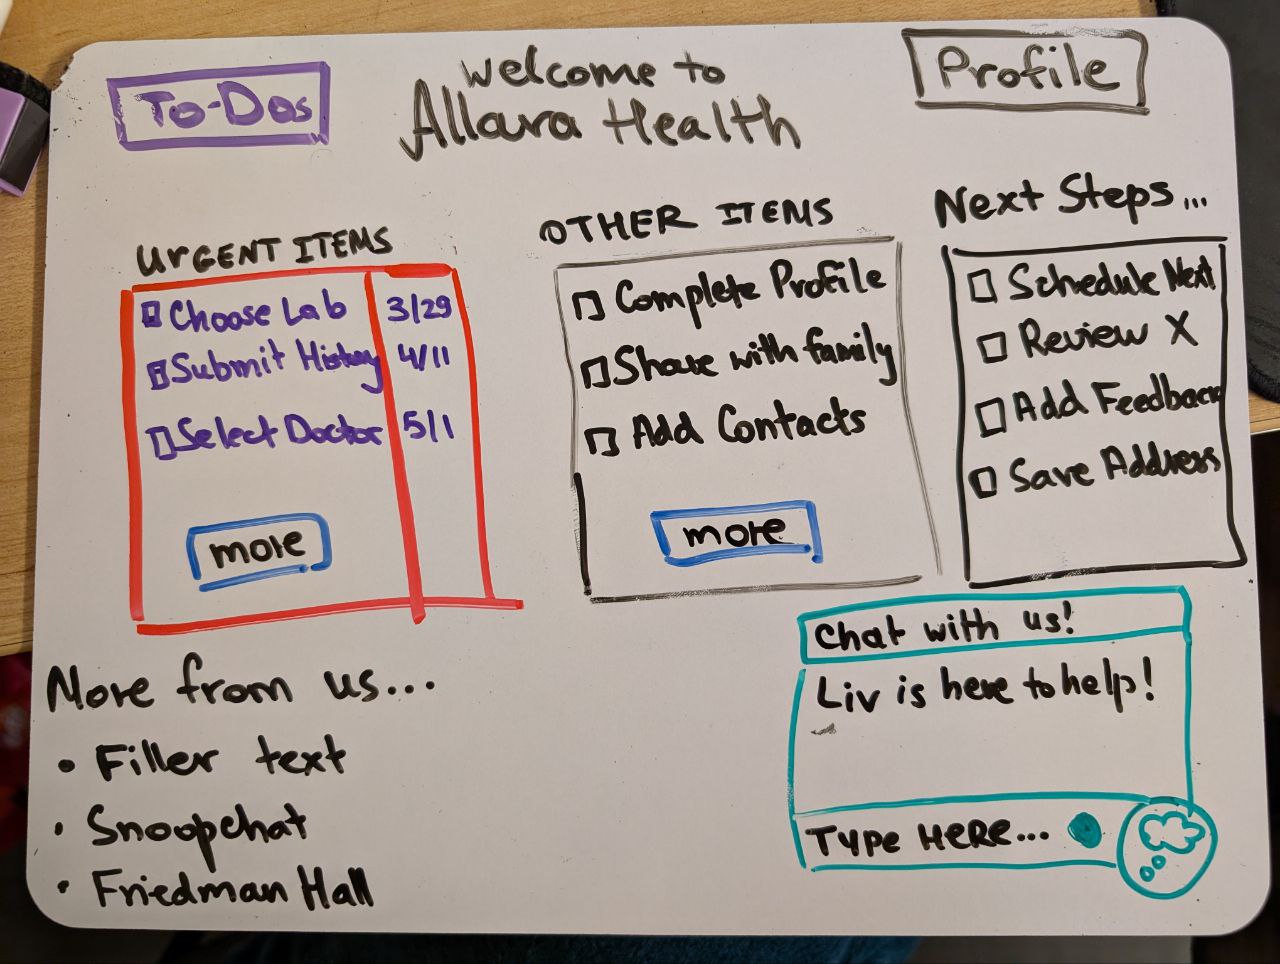 To-Dos
Welcome to
Allara Health
Profile
URGENT ITEMS
Choose Lab 3/29
Submit History 4/11
Select Doctor 5/1
more
OTHER ITEMS
Complete Profile
Share with family
Add Contacts
more
Next Steps...
Schedule Next
Review X
Add Feedback
Save Address
More from us...
• Filler text
• Snoopchat
• Friedman Hall
Chat with us!
Liv is here to help!
Type HERE...